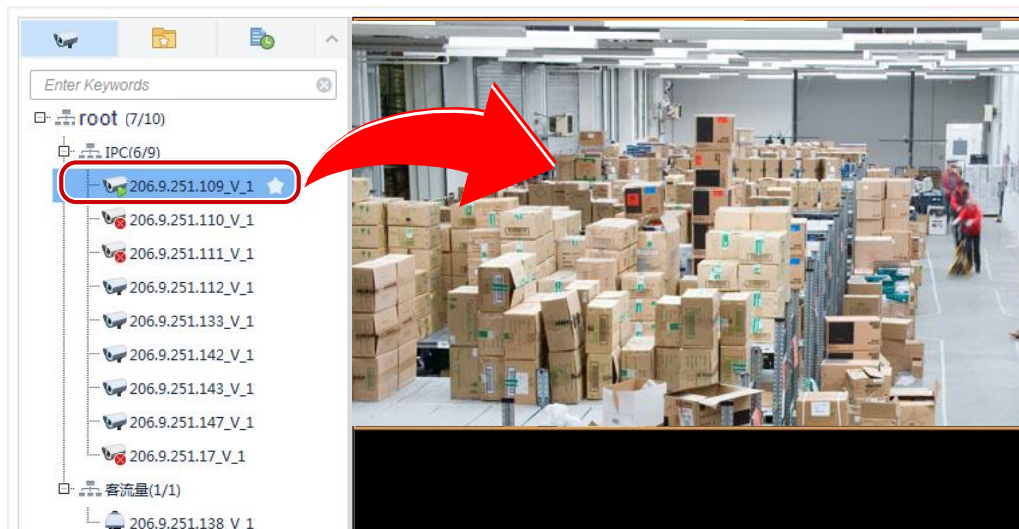 Enter Keywords
root (7/10)
IPC(6/9)
206.9.251.109_V_1
206.9.251.110_V_1
206.9.251.111_V_1
206.9.251.112_V_1
206.9.251.133_V_1
206.9.251.142_V_1
206.9.251.143_V_1
206.9.251.147_V_1
206.9.251.17_V_1
客流量(1/1)
206.9.251.138_V_1